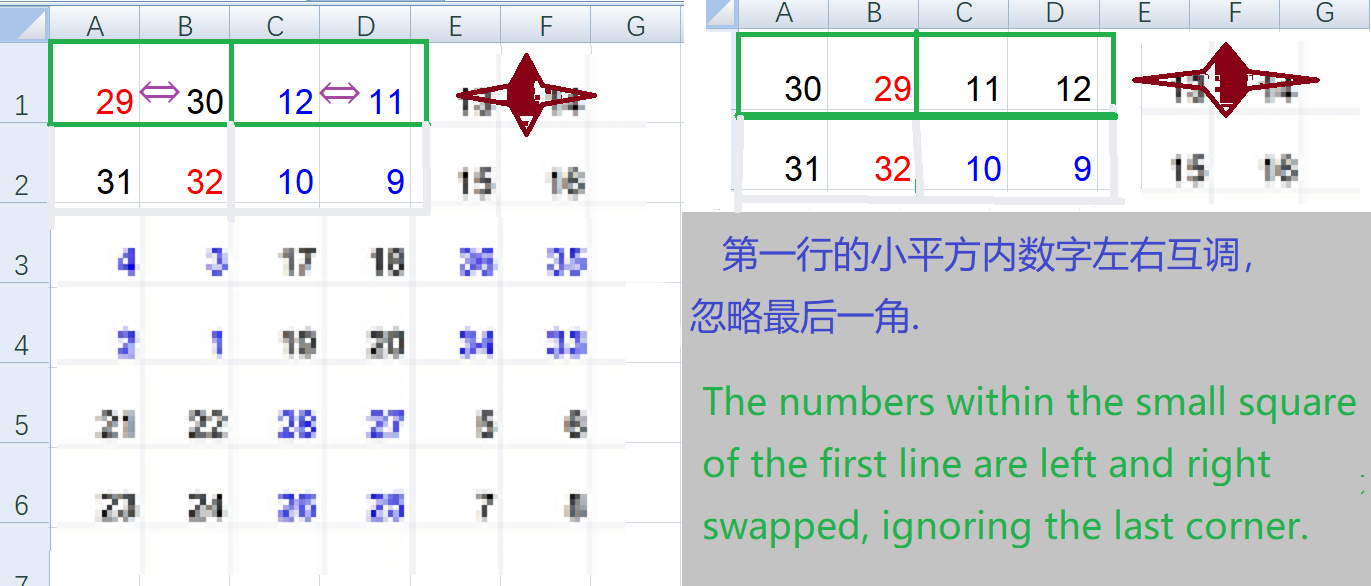 A B C D E F G
1 29 ⇔ 30 12 ⇔ 11 13 14
2 31 32 10 9 15 16
3 4 3 17 18 36 35
4 2 1 19 20 34 33
5 21 22 28 27 5 6
6 23 24 26 25 7 8
7
A B C D E F G
30 29 11 12 13 14
31 32 10 9 15 16
第一行的小平方内数字左右互调,
忽略最后一角.
The numbers within the small square
of the first line are left and right
swapped, ignoring the last corner.